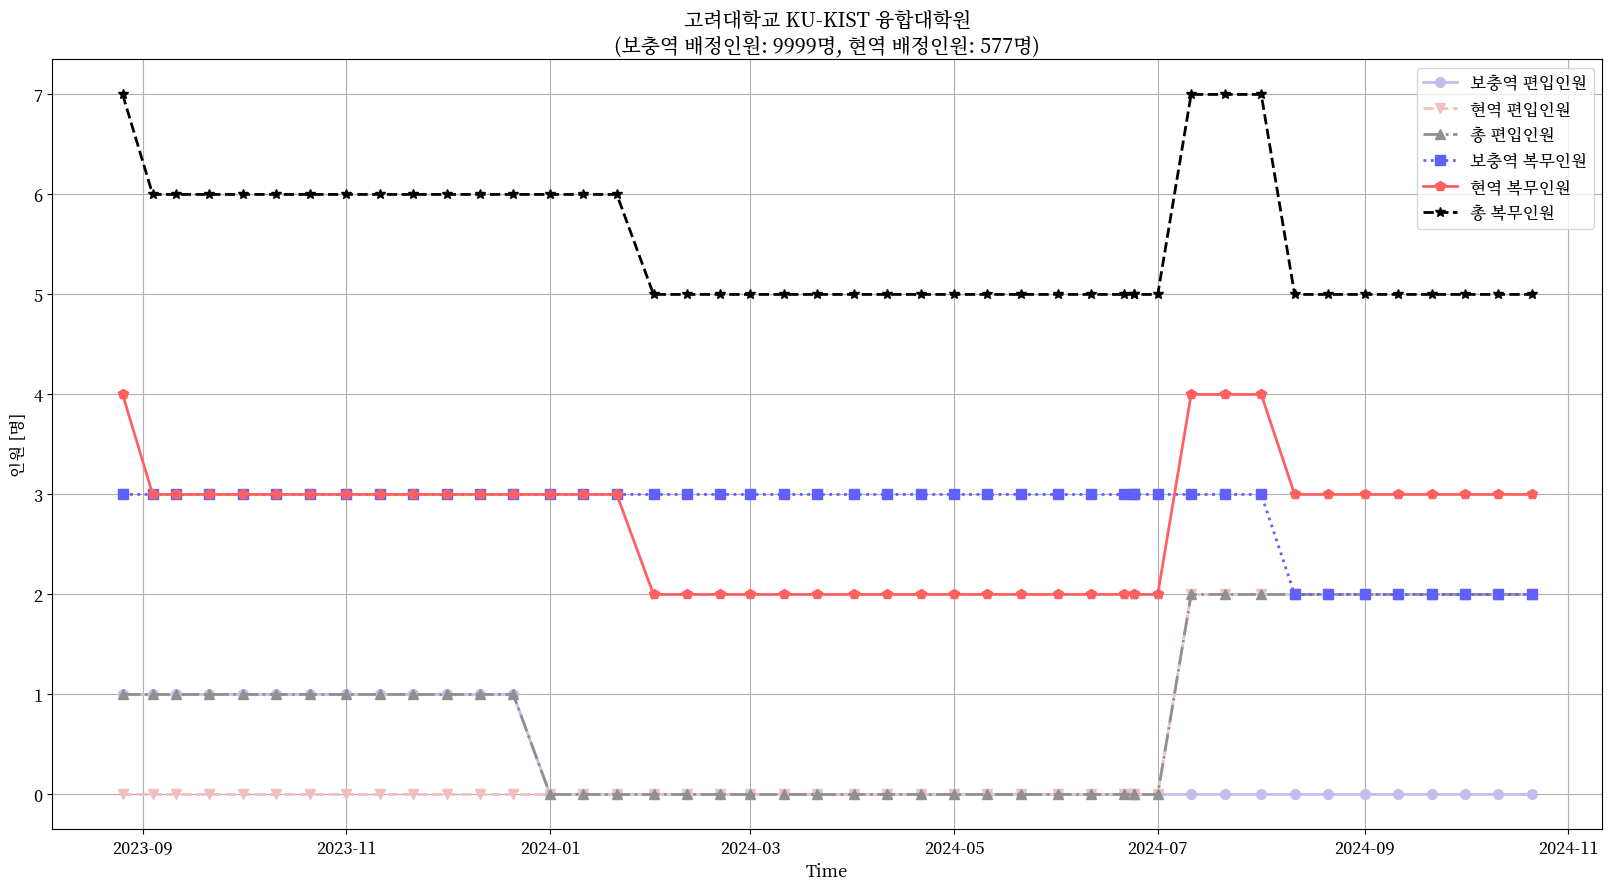 고려대학교 KU-KIST 융합대학원
(보충역 배정인원: 9999명, 현역 배정인원: 577명)
보충역 편입인원
현역 편입인원
총 편입인원
보충역 복무인원
현역 복무인원
총 복무인원
인원 [명]
7
6
5
4
3
2
1
0
2023-09
2023-11
2024-01
2024-03
2024-05
2024-07
2024-09
2024-11
Time